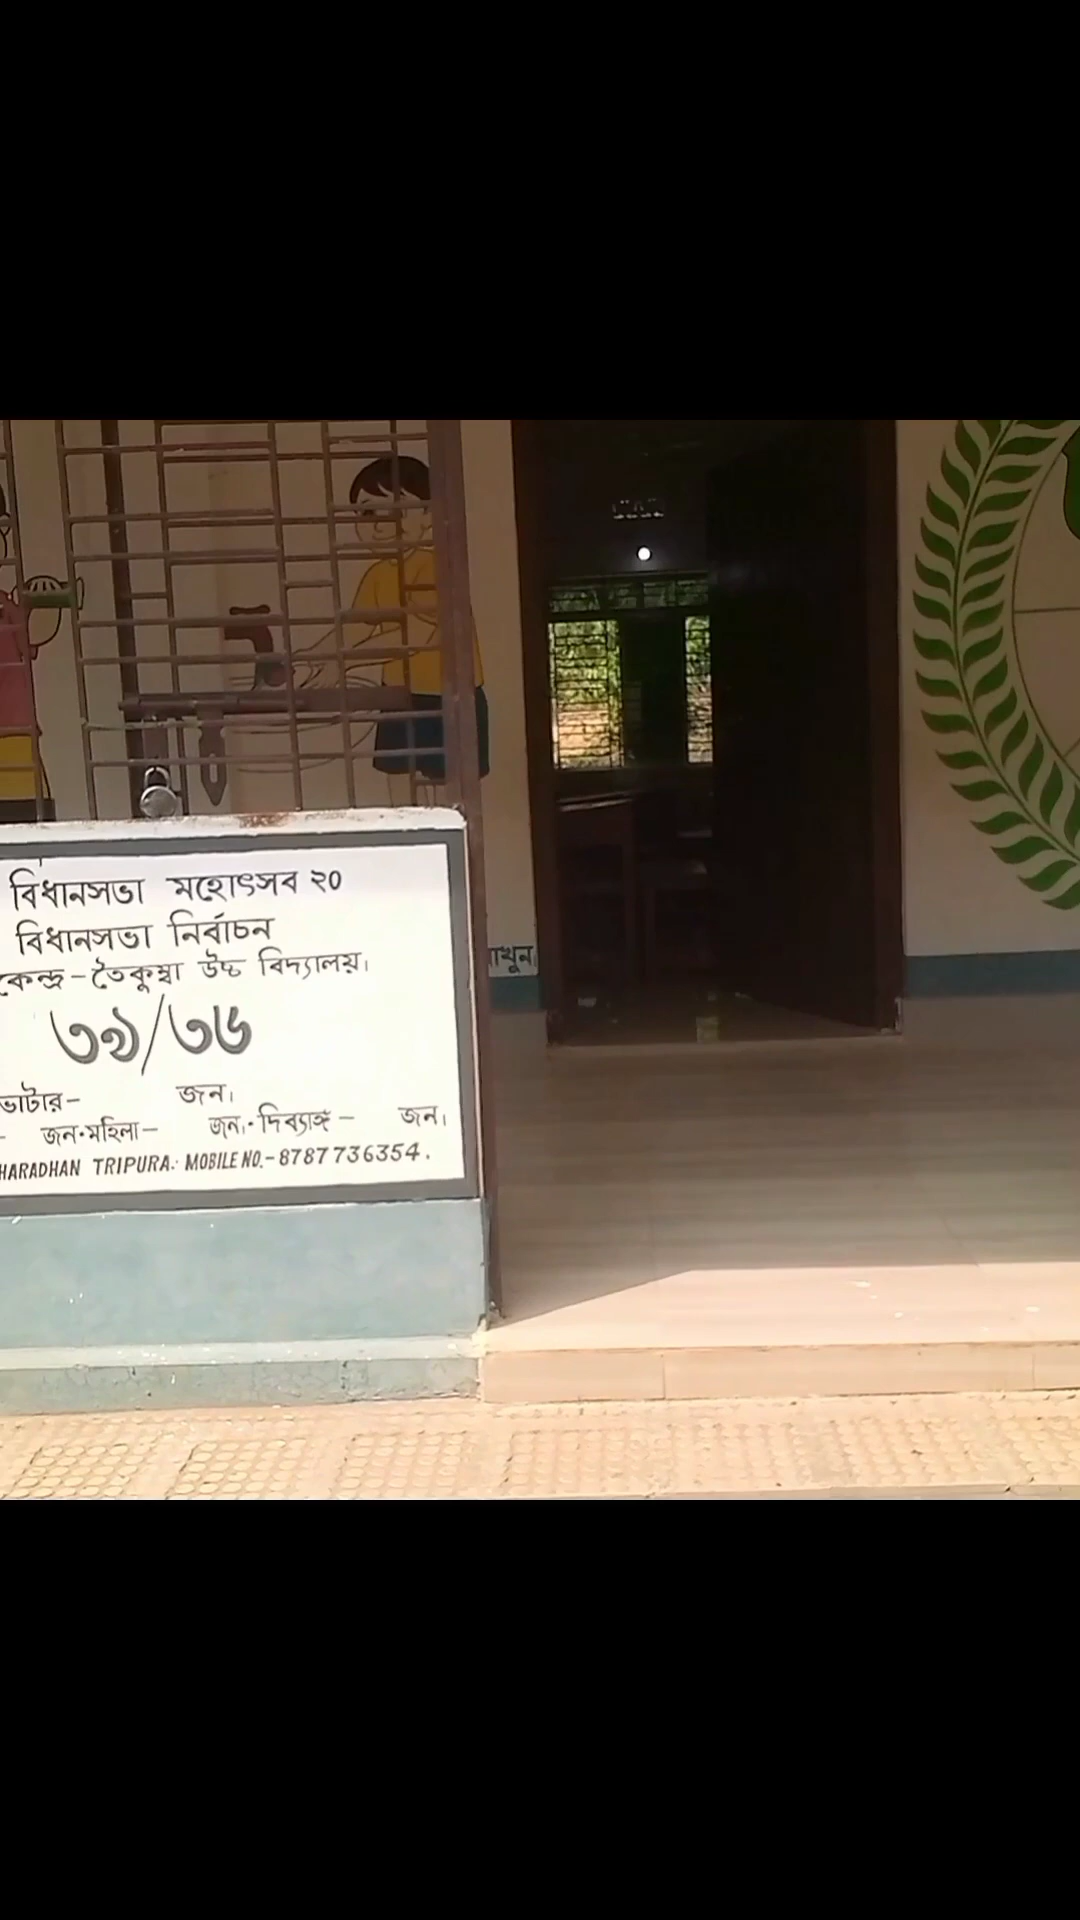 বিধানসভা মহোৎসব ২০
বিধানসভা নির্বাচন
কেন্দ্র-তৈকুম্বা উচ্চ বিদ্যালয়।
৩৯/৩৬
ভোটার- জন।
- জন·মহিলা- জন।·দিব্যাঙ্গ- জন।
HARADHAN TRIPURA.: MOBILE NO.-8787736354.